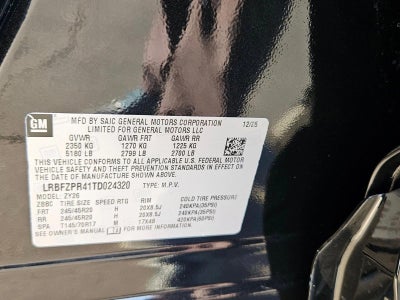 GM
MFD BY SAIC GENERAL MOTORS CORPORATION 12/25
LIMITED FOR GENERAL MOTORS LLC
GVWR GAWR FRT GAWR RR
2350 KG 1270 KG 1225 KG
5180 LB 2799 LB 2700 LB
THIS VEHICLE CONFORMS TO ALL APPLICABLE U.S. FEDERAL MOTOR
VEHICLE SAFETY, BUMPER, AND THEFT PREVENTION STANDARDS IN
EFFECT ON THE DATE OF MANUFACTURE SHOWN ABOVE.
LRBFZPR41TD024320 TYPE: M.P.V.
MODEL: ZY26
TIRE SIZE SPEED RTG RIM COLD TIRE PRESSURE
FRT 245/45R20 H 20X8.5J 240KPA(35PSI)
RR 245/45R20 H 20X8.5J 240KPA(35PSI)
SPA T145/70R17 M 17X4B 420KPA(60PSI)
SEE OWNER'S MANUAL FOR MORE INFORMATION.